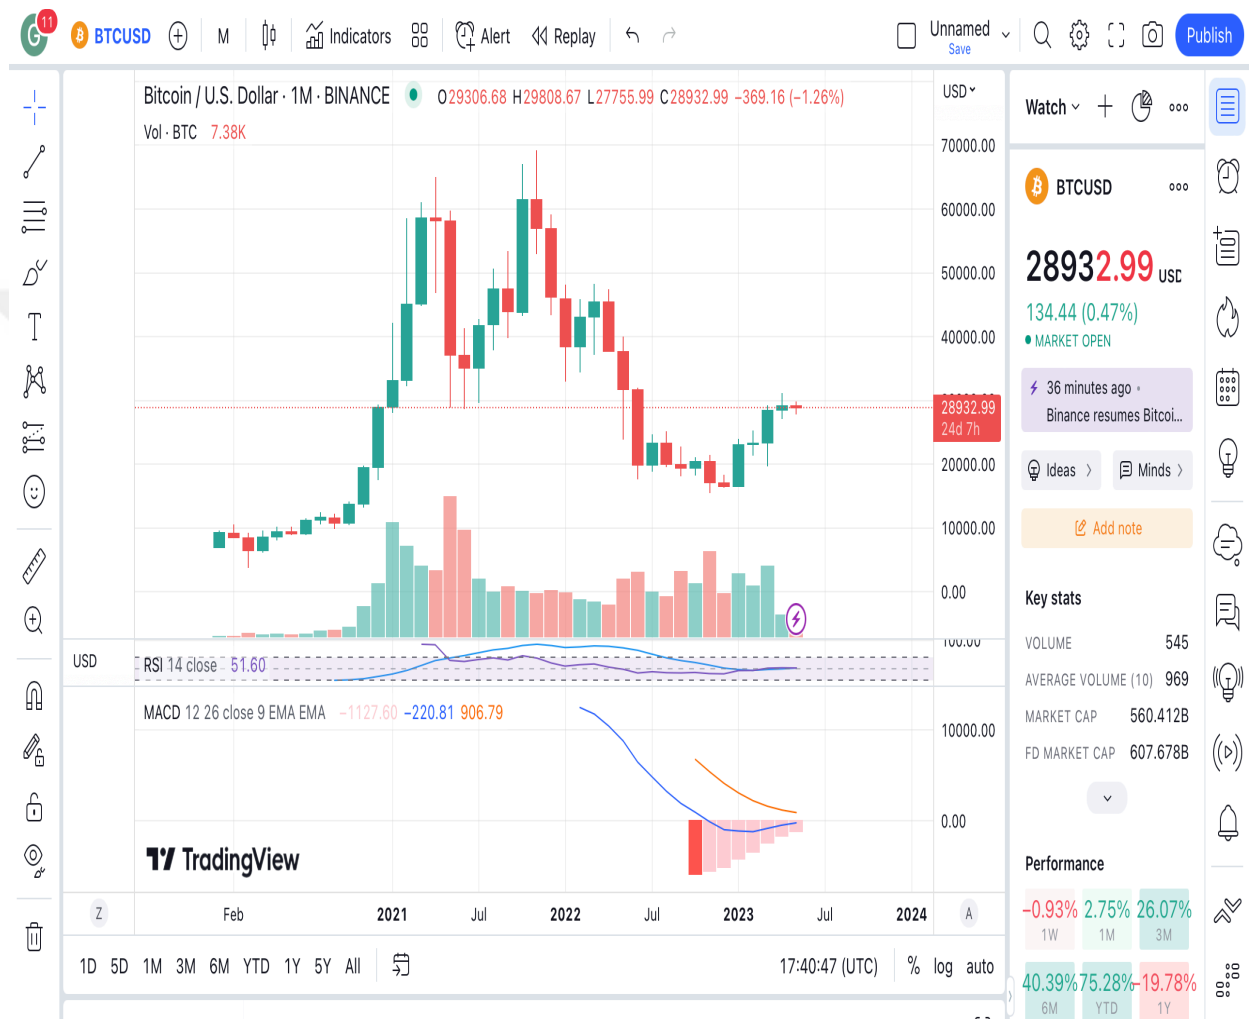 G 11 BTCUSD M Indicators Alert Replay Unnamed Publish
Save
Bitcoin / U.S. Dollar · 1M · BINANCE O29306.68 H29808.67 L27755.99 C28932.99 −369.16 (−1.26%)
Vol · BTC 7.38K
USD
70000.00
60000.00
50000.00
40000.00
28932.99
24d 7h
20000.00
10000.00
0.00
100.00
USD
RSI 14 close 51.60
MACD 12 26 close 9 EMA EMA −1127.60 −220.81 906.79
10000.00
0.00
TradingView
Z Feb 2021 Jul 2022 Jul 2023 Jul 2024 A
1D 5D 1M 3M 6M YTD 1Y 5Y All 17:40:47 (UTC) % log auto
Watch
BTCUSD
28932.99 USD
134.44 (0.47%)
MARKET OPEN
36 minutes ago
Binance resumes Bitcoi...
Ideas Minds
Add note
Key stats
VOLUME 545
AVERAGE VOLUME (10) 969
MARKET CAP 560.412B
FD MARKET CAP 607.678B
Performance
−0.93% 2.75% 26.07%
1W 1M 3M
40.39% 75.28% −19.78%
6M YTD 1Y